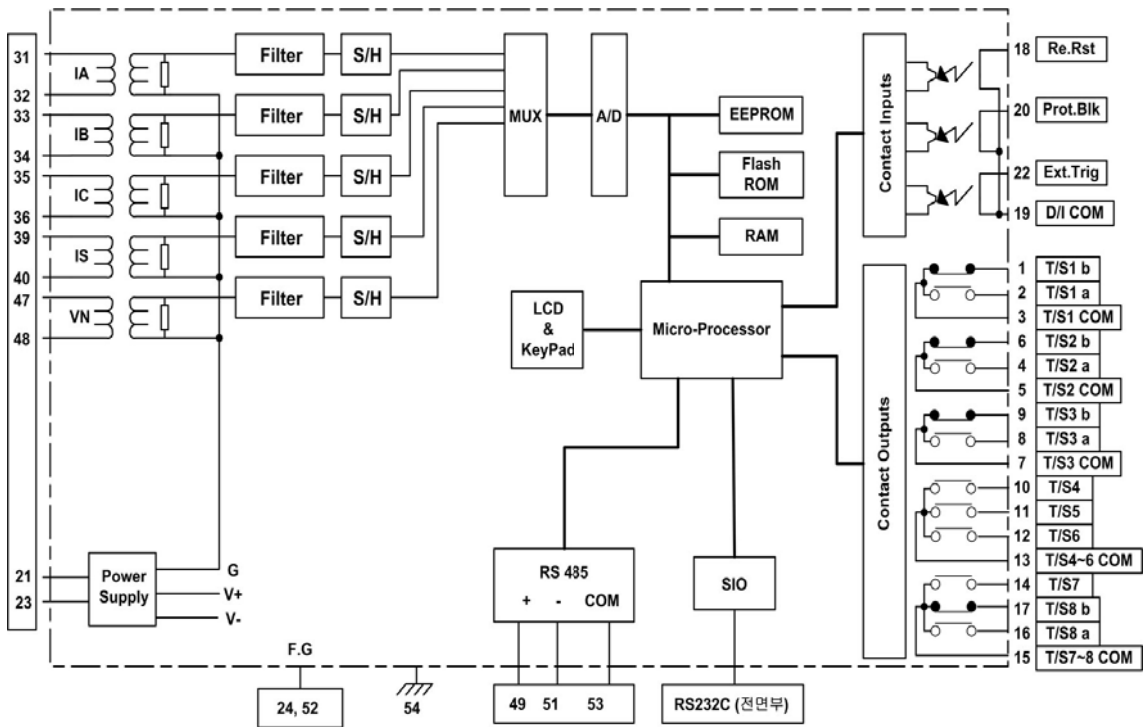 31
IA
32
33
IB
34
35
IC
36
39
IS
40
47
VN
48
21
23
Filter
S/H
Filter
S/H
Filter
S/H
Filter
S/H
Filter
S/H
MUX
A/D
EEPROM
Flash
ROM
RAM
LCD
&
KeyPad
Micro-Processor
Power
Supply
G
V+
V-
F.G
24, 52
54
RS 485
+ - COM
49 51 53
SIO
RS232C (전면부)
Contact Inputs
Contact Outputs
18 Re.Rst
20 Prot.Blk
22 Ext.Trig
19 D/I COM
1 T/S1 b
2 T/S1 a
3 T/S1 COM
6 T/S2 b
4 T/S2 a
5 T/S2 COM
9 T/S3 b
8 T/S3 a
7 T/S3 COM
10 T/S4
11 T/S5
12 T/S6
13 T/S4~6 COM
14 T/S7
17 T/S8 b
16 T/S8 a
15 T/S7~8 COM